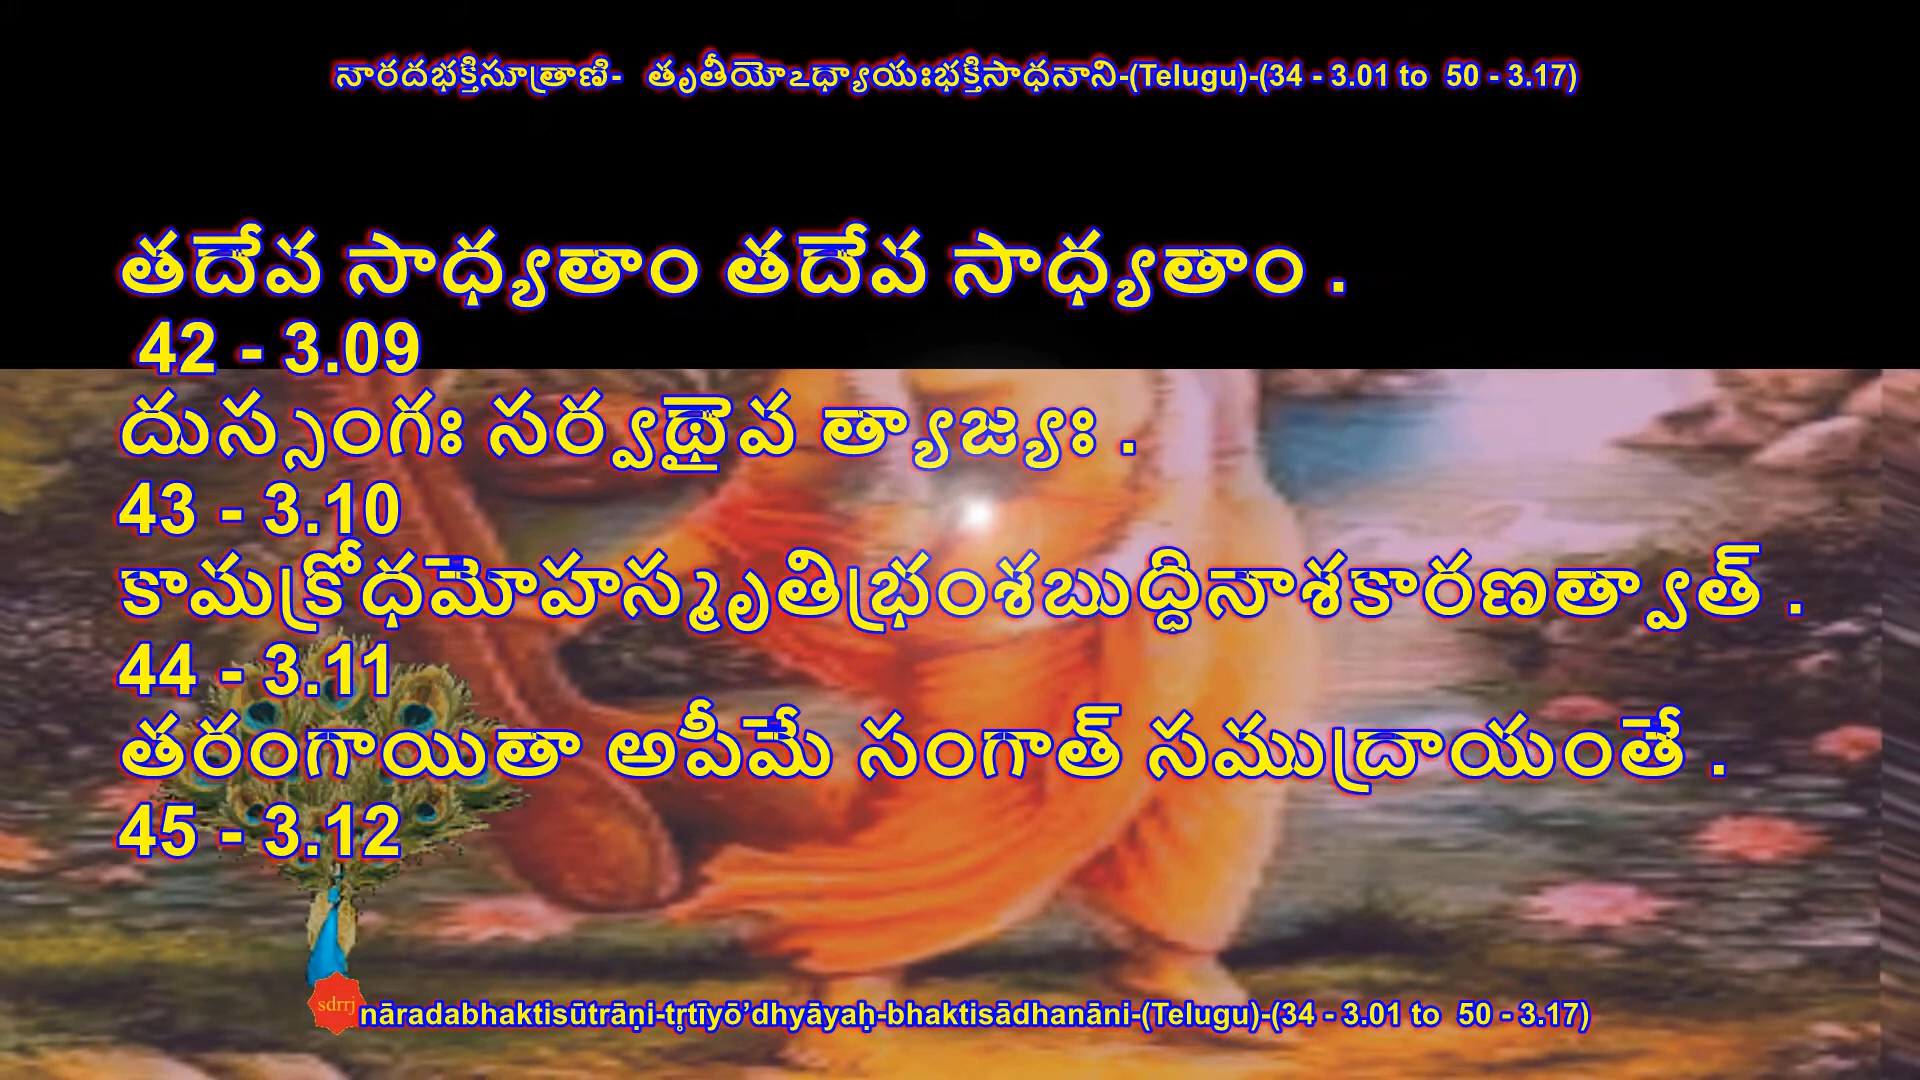 నారదభక్తిసూత్రాణి- తృతీయోఽధ్యాయఃభక్తిసాధనాని-(Telugu)-(34 - 3.01 to 50 - 3.17)
తదేవ సాధ్యతాం తదేవ సాధ్యతాం .
42 - 3.09
దుస్సంగః సర్వథైవ త్యాజ్యః .
43 - 3.10
కామక్రోధమోహస్మృతిభ్రంశబుద్ధినాశకారణత్వాత్ .
44 - 3.11
తరంగాయితా అపీమే సంగాత్ సముద్రాయంతే .
45 - 3.12
sdrrj
nāradabhaktisūtrāṇi-tr̥tīyō’dhyāyaḥ-bhaktisādhanāni-(Telugu)-(34 - 3.01 to 50 - 3.17)